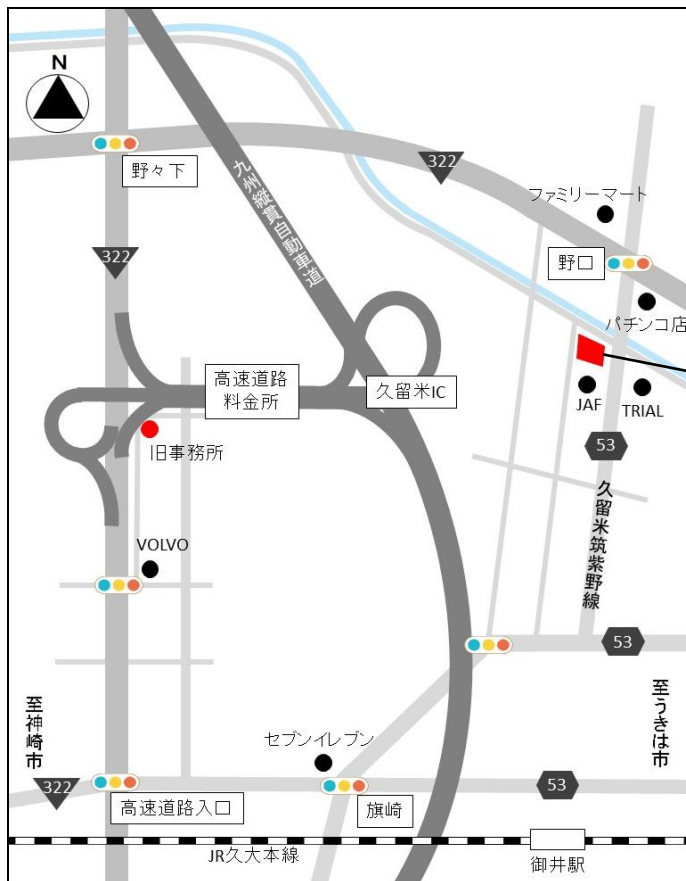 N
野々下
322
322
九州縦貫自動車道
ファミリーマート
野口
パチンコ店
高速道路
料金所
久留米IC
JAF
TRIAL
旧事務所
53
久留米筑紫野線
VOLVO
53
至神崎市
至うきは市
セブンイレブン
322
高速道路入口
旗崎
53
JR久大本線
御井駅